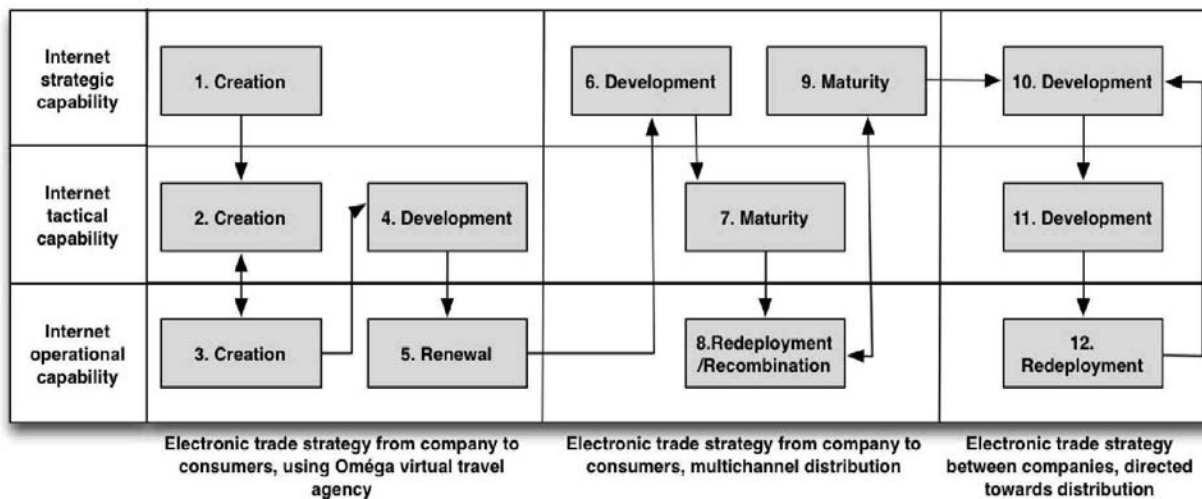 Internet
strategic
capability
1. Creation
6. Development
9. Maturity
10. Development
Internet
tactical
capability
2. Creation
4. Development
7. Maturity
11. Development
Internet
operational
capability
3. Creation
5. Renewal
8.Redeployment
/Recombination
12.
Redeployment
Electronic trade strategy from company to
consumers, using Oméga virtual travel
agency
Electronic trade strategy from company to
consumers, multichannel distribution
Electronic trade strategy
between companies, directed
towards distribution